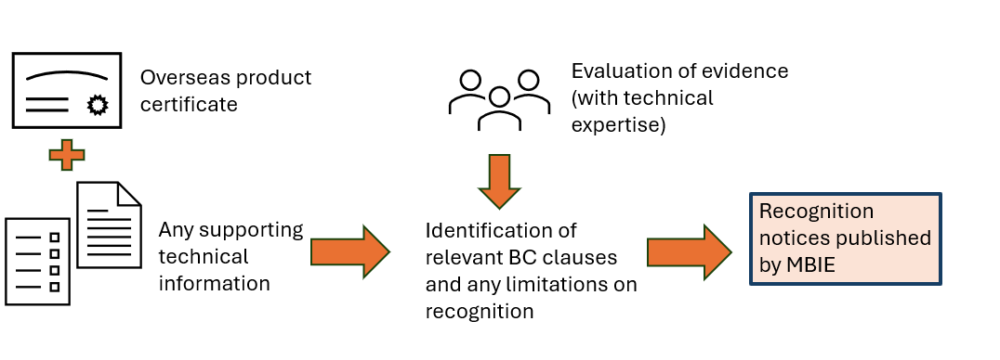 Overseas product
certificate
Any supporting
technical
information
Evaluation of evidence
(with technical
expertise)
Identification of
relevant BC clauses
and any limitations on
recognition
Recognition
notices published
by MBIE